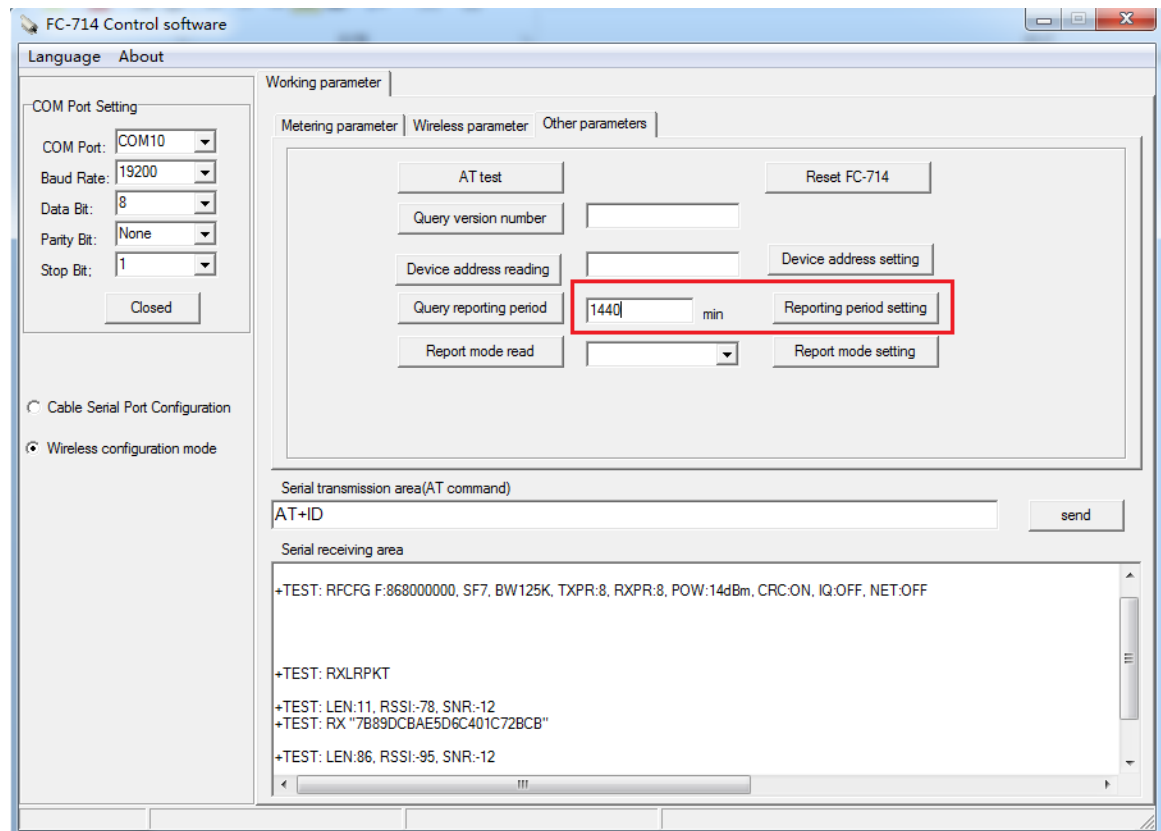 FC-714 Control software
Language About
Working parameter
COM Port Setting
COM Port: COM10
Baud Rate: 19200
Data Bit: 8
Parity Bit: None
Stop Bit; 1
Closed
Cable Serial Port Configuration
Wireless configuration mode
Metering parameter Wireless parameter Other parameters
AT test Reset FC-714
Query version number
Device address reading Device address setting
Query reporting period 1440 min Reporting period setting
Report mode read Report mode setting
Serial transmission area(AT command)
AT+ID send
Serial receiving area
+TEST: RFCFG F:868000000, SF7, BW125K, TXPR:8, RXPR:8, POW:14dBm, CRC:ON, IQ:OFF, NET:OFF
+TEST: RXLRPKT
+TEST: LEN:11, RSSI:-78, SNR:-12
+TEST: RX "7B89DCBAE5D6C401C72BCB"
+TEST: LEN:86, RSSI:-95, SNR:-12